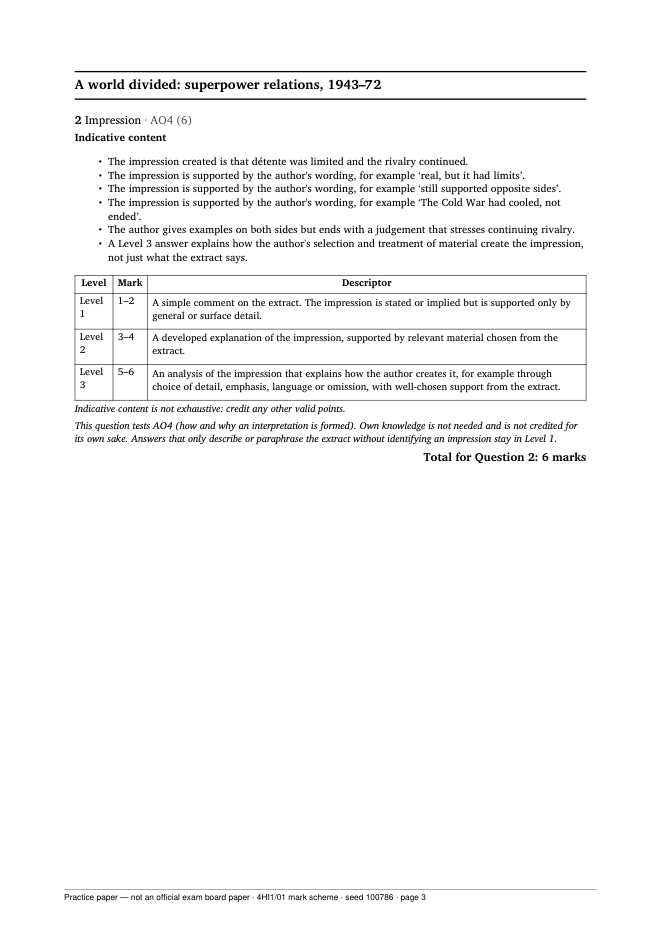 A world divided: superpower relations, 1943–72
2 Impression · AO4 (6)
Indicative content
• The impression created is that détente was limited and the rivalry continued.
• The impression is supported by the author's wording, for example ‘real, but it had limits’.
• The impression is supported by the author's wording, for example ‘still supported opposite sides’.
• The impression is supported by the author's wording, for example ‘The Cold War had cooled, not
ended’.
• The author gives examples on both sides but ends with a judgement that stresses continuing rivalry.
• A Level 3 answer explains how the author's selection and treatment of material create the impression,
not just what the extract says.
Level Mark Descriptor
Level 1–2 A simple comment on the extract. The impression is stated or implied but is supported only by
1 general or surface detail.
Level 3–4 A developed explanation of the impression, supported by relevant material chosen from the
2 extract.
Level 5–6 An analysis of the impression that explains how the author creates it, for example through
3 choice of detail, emphasis, language or omission, with well-chosen support from the extract.
Indicative content is not exhaustive: credit any other valid points.
This question tests AO4 (how and why an interpretation is formed). Own knowledge is not needed and is not credited for
its own sake. Answers that only describe or paraphrase the extract without identifying an impression stay in Level 1.
Total for Question 2: 6 marks
Practice paper — not an official exam board paper · 4HI1/01 mark scheme · seed 100786 · page 3